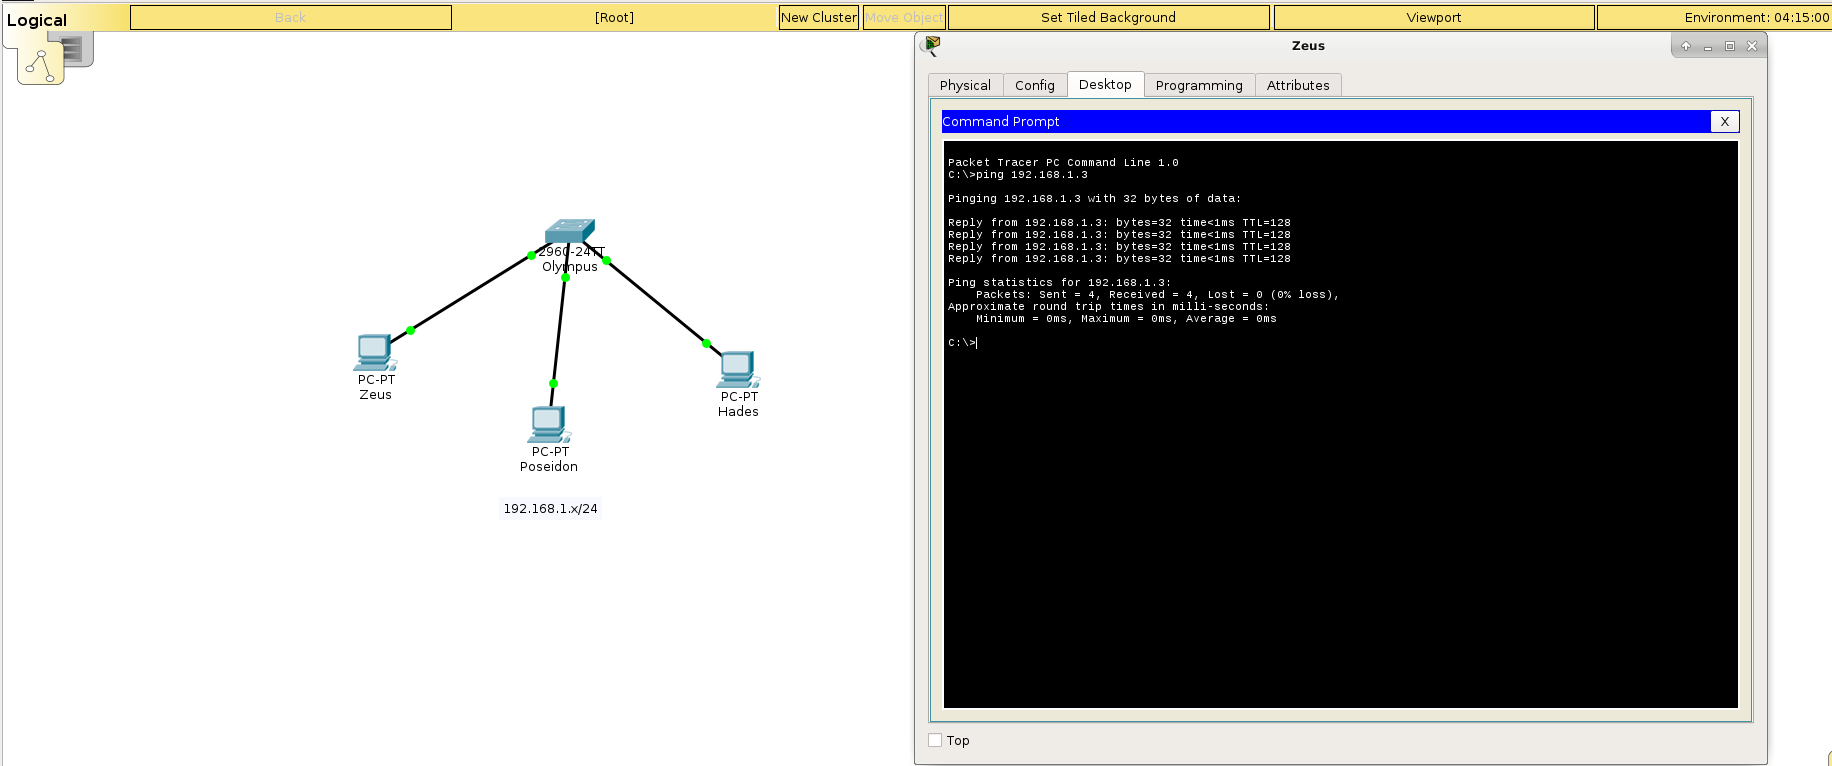 Logical
Back
[Root]
New Cluster
Move Object
Set Tiled Background
Viewport
Environment: 04:15:00
2960-24TT
Olympus
PC-PT
Zeus
PC-PT
Poseidon
PC-PT
Hades
192.168.1.x/24
Zeus
Physical
Config
Desktop
Programming
Attributes
Command Prompt
X
Packet Tracer PC Command Line 1.0
C:\>ping 192.168.1.3
Pinging 192.168.1.3 with 32 bytes of data:
Reply from 192.168.1.3: bytes=32 time<1ms TTL=128
Reply from 192.168.1.3: bytes=32 time<1ms TTL=128
Reply from 192.168.1.3: bytes=32 time<1ms TTL=128
Reply from 192.168.1.3: bytes=32 time<1ms TTL=128
Ping statistics for 192.168.1.3:
    Packets: Sent = 4, Received = 4, Lost = 0 (0% loss),
Approximate round trip times in milli-seconds:
    Minimum = 0ms, Maximum = 0ms, Average = 0ms
C:\>
Top